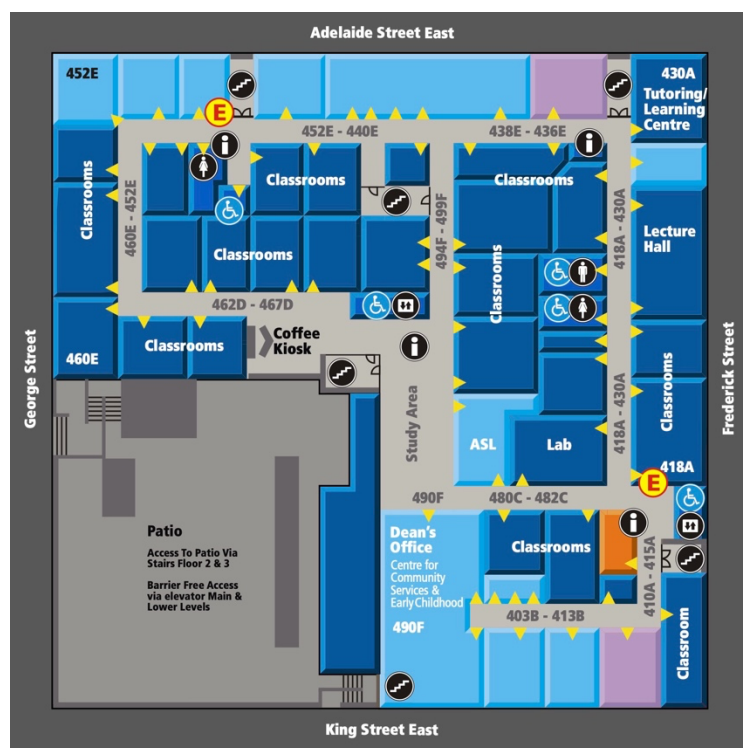 Adelaide Street East
452E
430A
Tutoring/
Learning
Centre
E
452E - 440E
438E - 436E
i
i
Classrooms
Classrooms
Classrooms
460E - 452E
494F - 499F
418A - 430A
Lecture
Hall
Classrooms
Classrooms
462D - 467D
Coffee
Kiosk
Classrooms
460E
i
George Street
Frederick Street
Study Area
418A - 430A
Classrooms
ASL
Lab
418A
E
490F
480C - 482C
Patio
Access To Patio Via
Stairs Floor 2 & 3
Barrier Free Access
via elevator Main &
Lower Levels
Dean's
Office
Centre for
Community
Services &
Early Childhood
490F
Classrooms
i
410A - 415A
403B - 413B
Classroom
King Street East